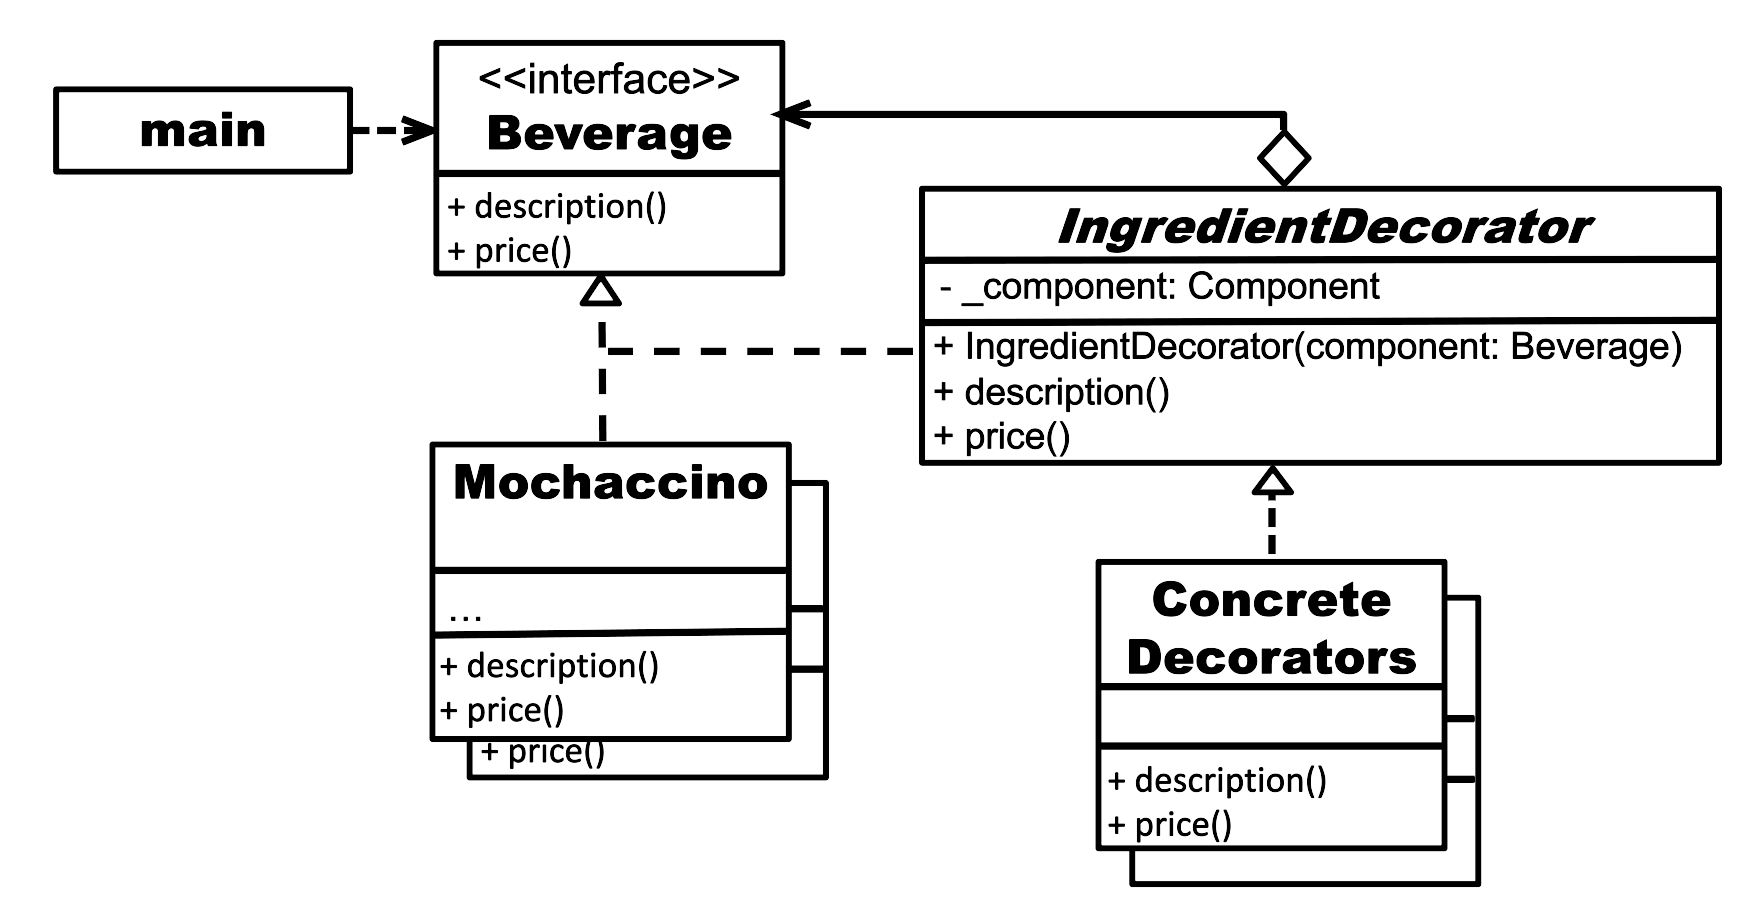 main
<<interface>>
Beverage
+ description()
+ price()
IngredientDecorator
- _component: Component
+ IngredientDecorator(component: Beverage)
+ description()
+ price()
Mochaccino
...
+ description()
+ price()
+ price()
Concrete
Decorators
+ description()
+ price()